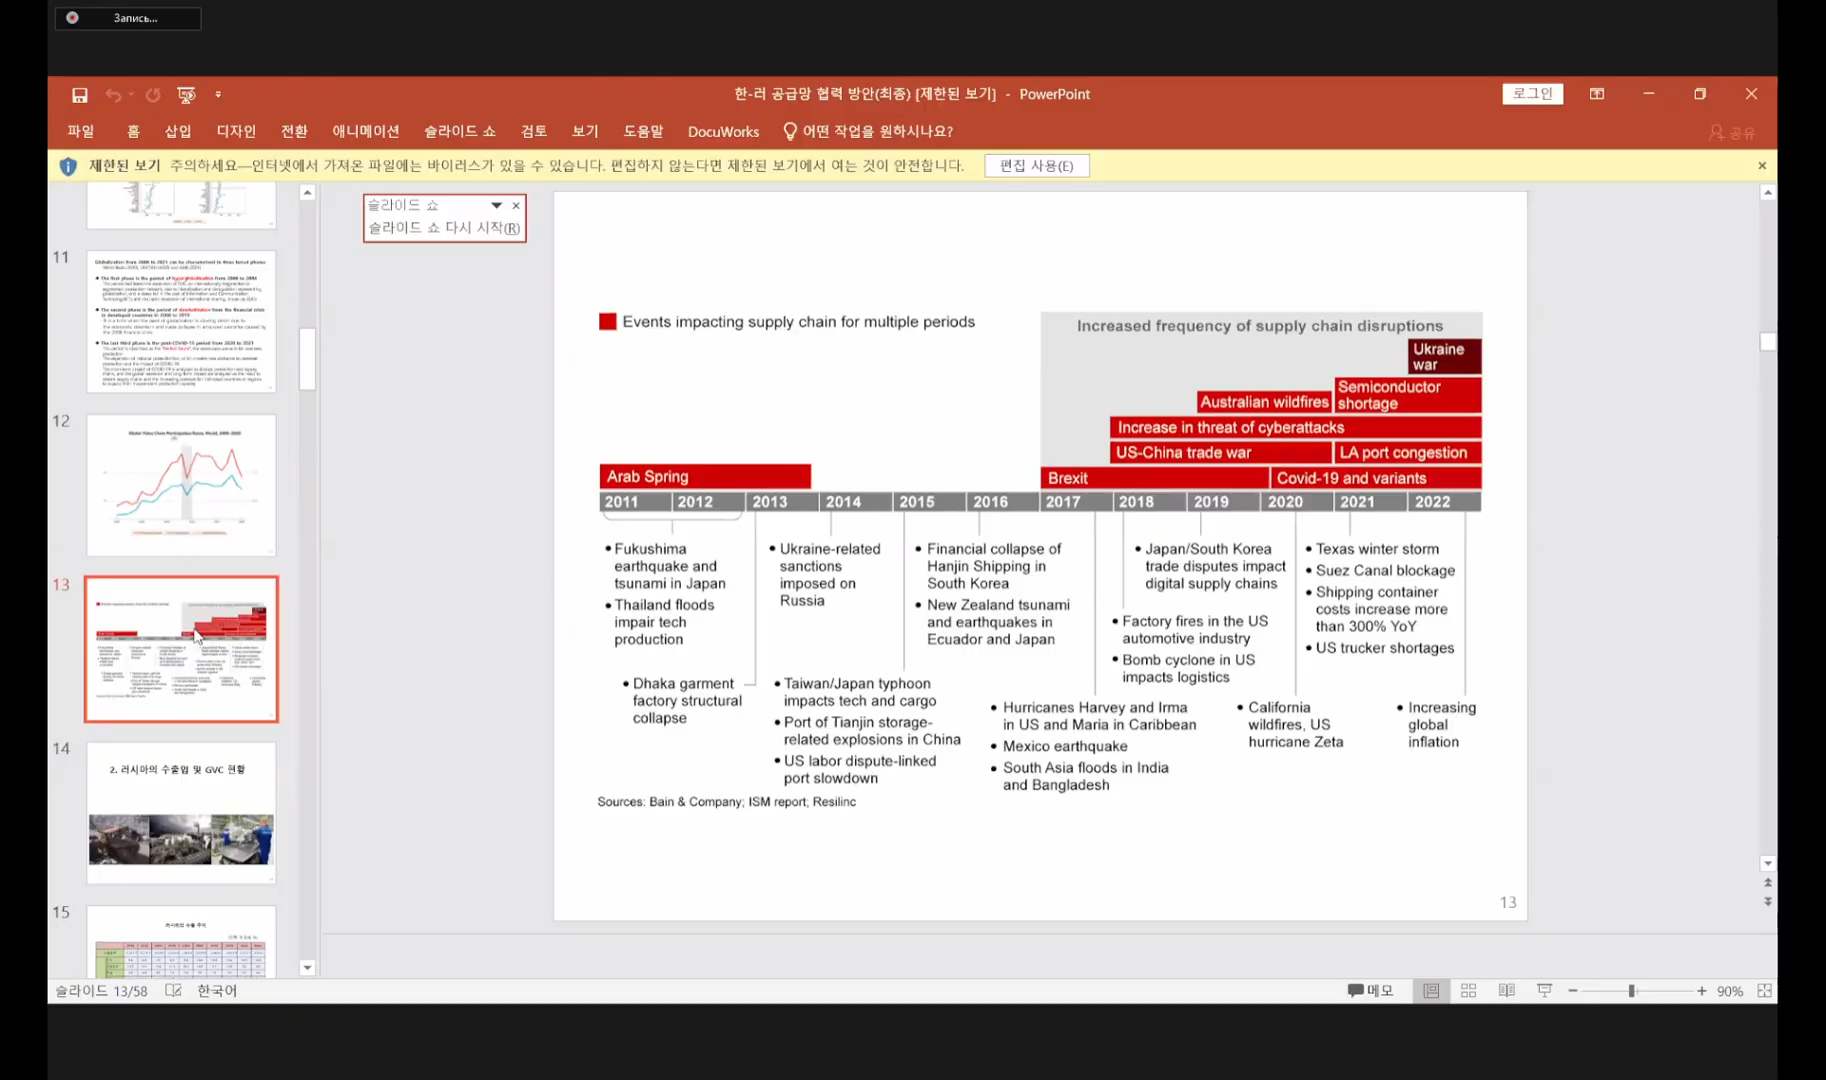 Запись...
한-러 공급망 협력 방안(최종) [제한된 보기] - PowerPoint
로그인
파일 홈 삽입 디자인 전환 애니메이션 슬라이드 쇼 검토 보기 도움말 DocuWorks 어떤 작업을 원하시나요? 공유
제한된 보기 주의하세요—인터넷에서 가져온 파일에는 바이러스가 있을 수 있습니다. 편집하지 않는다면 제한된 보기에서 여는 것이 안전합니다. 편집 사용(E)
슬라이드 쇼
슬라이드 쇼 다시 시작(R)
11
12
13
14
2. 러시아의 수출입 및 GVC 현황
15
Events impacting supply chain for multiple periods
Increased frequency of supply chain disruptions
Ukraine
war
Semiconductor
shortage
Australian wildfires
Increase in threat of cyberattacks
US-China trade war
LA port congestion
Arab Spring
Brexit
Covid-19 and variants
2011 2012 2013 2014 2015 2016 2017 2018 2019 2020 2021 2022
• Fukushima
earthquake and
tsunami in Japan
• Thailand floods
impair tech
production
• Dhaka garment
factory structural
collapse
• Ukraine-related
sanctions
imposed on
Russia
• Taiwan/Japan typhoon
impacts tech and cargo
• Port of Tianjin storage-
related explosions in China
• US labor dispute-linked
port slowdown
• Financial collapse of
Hanjin Shipping in
South Korea
• New Zealand tsunami
and earthquakes in
Ecuador and Japan
• Hurricanes Harvey and Irma
in US and Maria in Caribbean
• Mexico earthquake
• South Asia floods in India
and Bangladesh
• Japan/South Korea
trade disputes impact
digital supply chains
• Factory fires in the US
automotive industry
• Bomb cyclone in US
impacts logistics
• California
wildfires, US
hurricane Zeta
• Texas winter storm
• Suez Canal blockage
• Shipping container
costs increase more
than 300% YoY
• US trucker shortages
• Increasing
global
inflation
Sources: Bain & Company; ISM report; Resilinc
13
슬라이드 13/58 한국어
메모
90%